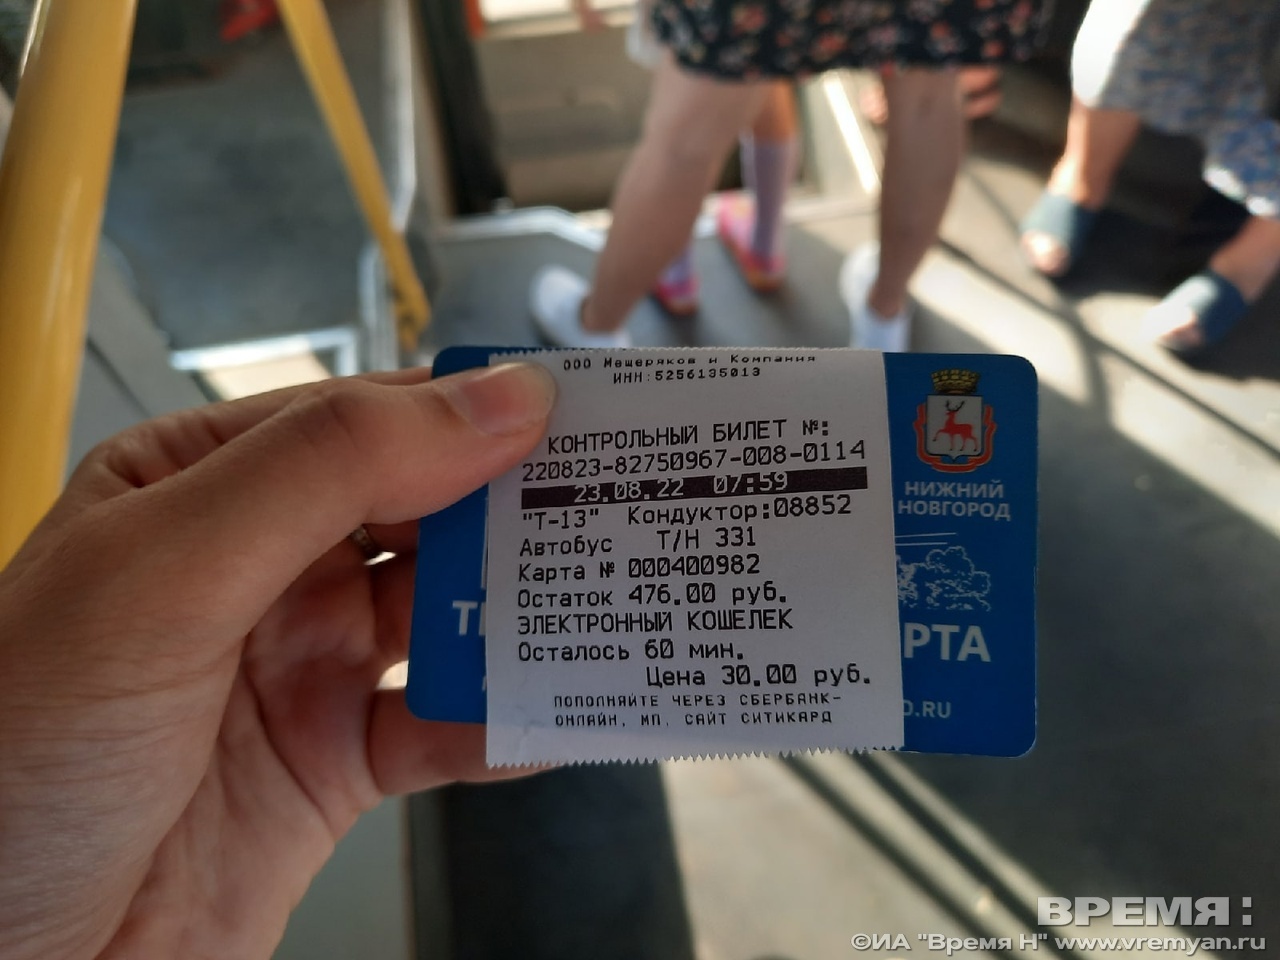 ООО Мещеряков и Компания
ИНН:5256135013
КОНТРОЛЬНЫЙ БИЛЕТ №:
220823-82750967-008-0114
23.08.22 07:59
"Т-13" Кондуктор:08852
Автобус Т/Н 331
Карта № 000400982
Остаток 476.00 руб.
ЭЛЕКТРОННЫЙ КОШЕЛЕК
Осталось 60 мин.
Цена 30.00 руб.
ПОПОЛНЯЙТЕ ЧЕРЕЗ СБЕРБАНК-
ОНЛАЙН, МП, САЙТ СИТИКАРД
НИЖНИЙ
НОВГОРОД
РТА
.RU
ВРЕМЯ:
©ИА "Время Н" www.vremyan.ru